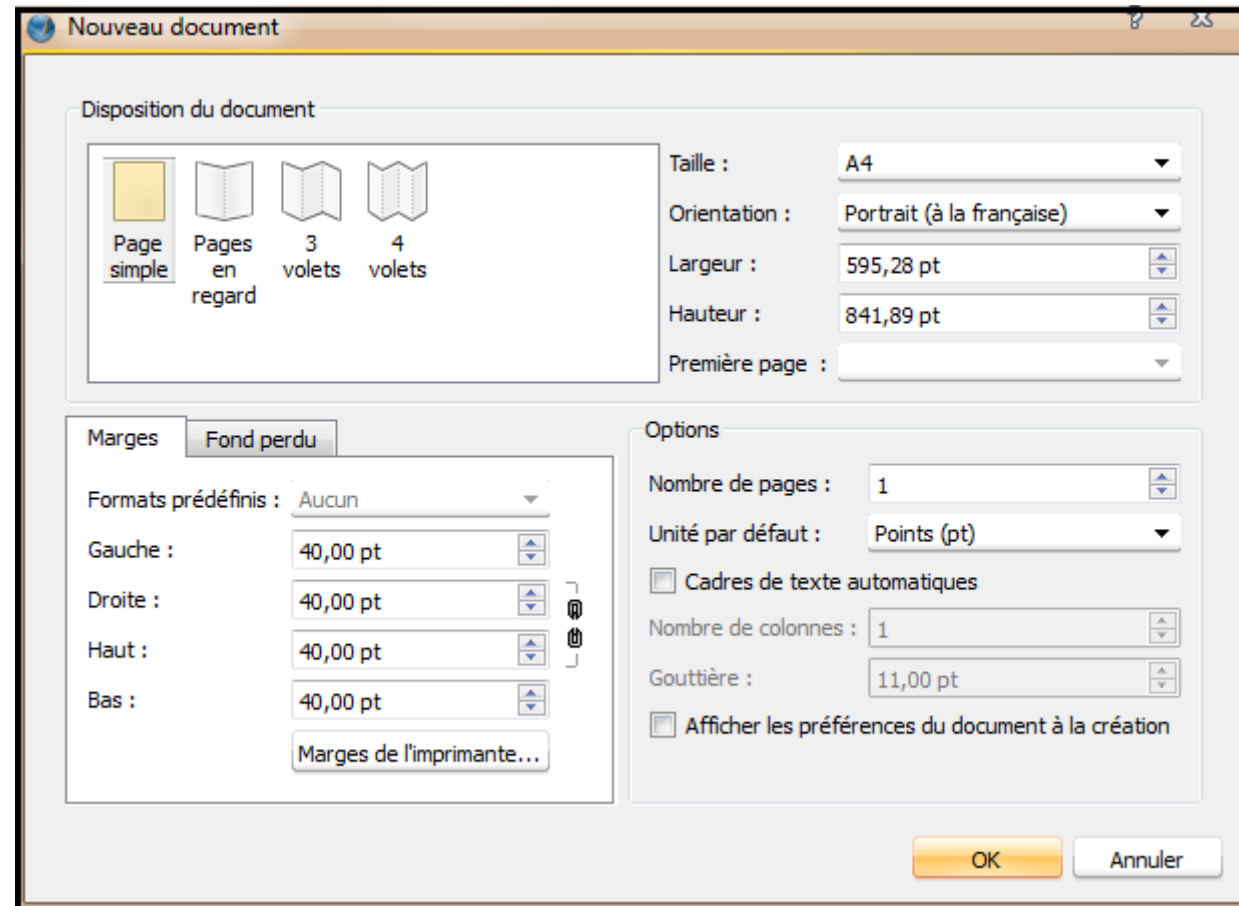 Nouveau document
Disposition du document
Page simple
Pages en regard
3 volets
4 volets
Taille :
A4
Orientation :
Portrait (à la française)
Largeur :
595,28 pt
Hauteur :
841,89 pt
Première page :
Marges
Fond perdu
Formats prédéfinis :
Aucun
Gauche :
40,00 pt
Droite :
40,00 pt
Haut :
40,00 pt
Bas :
40,00 pt
Marges de l'imprimante...
Options
Nombre de pages :
1
Unité par défaut :
Points (pt)
Cadres de texte automatiques
Nombre de colonnes :
1
Gouttière :
11,00 pt
Afficher les préférences du document à la création
OK
Annuler